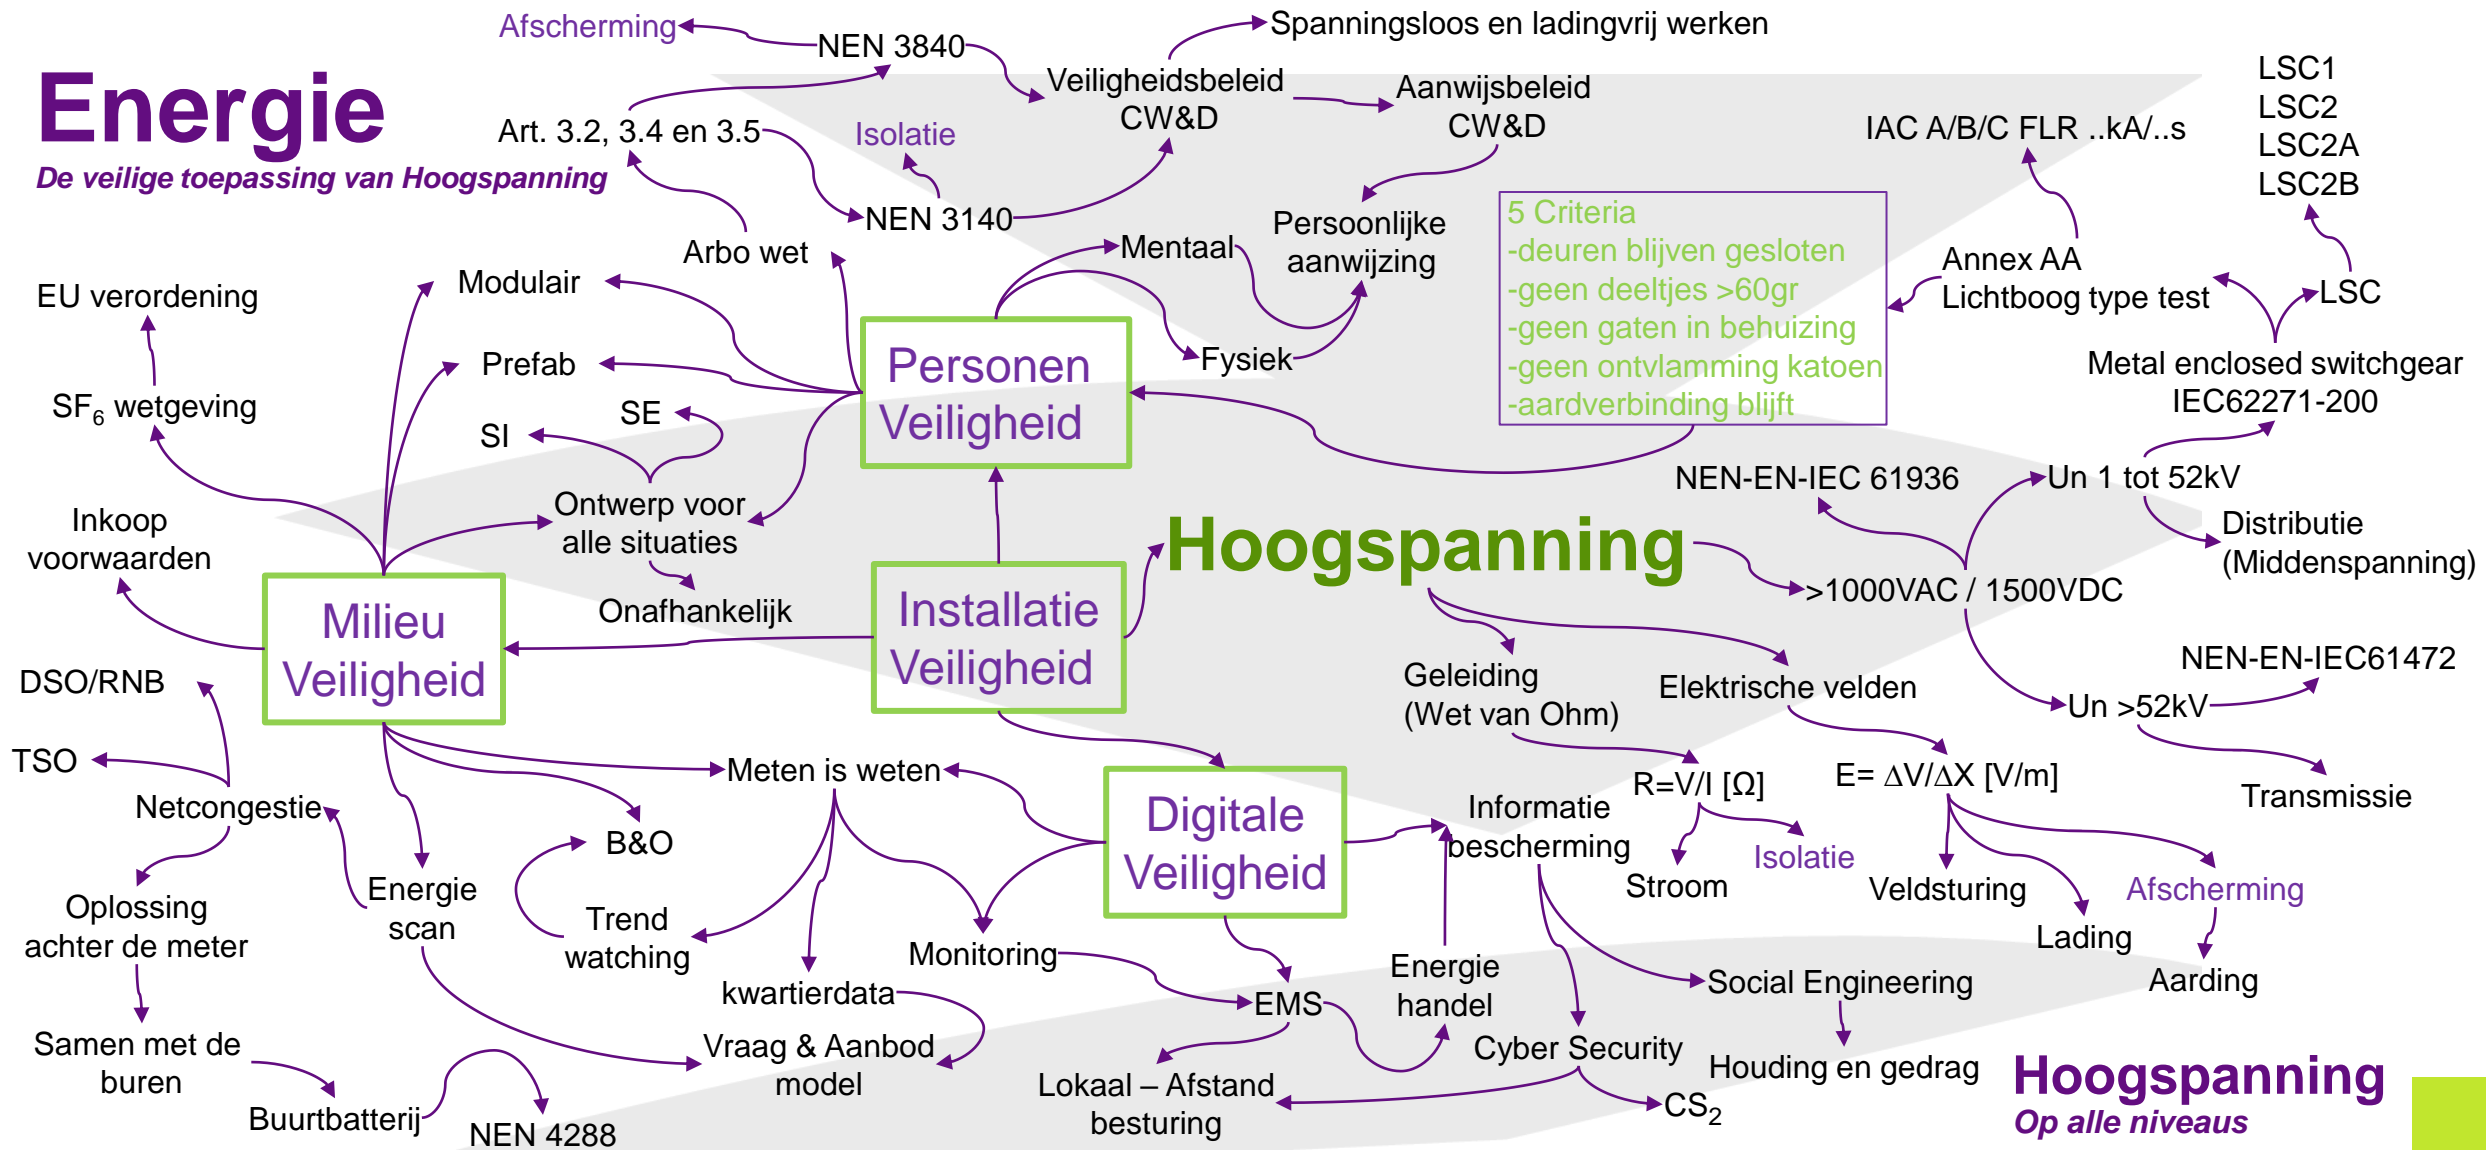 Energie
De veilige toepassing van Hoogspanning
Afscherming
NEN 3840
Spanningsloos en ladingvrij werken
Veiligheidsbeleid
CW&D
Aanwijsbeleid
CW&D
Art. 3.2, 3.4 en 3.5
Isolatie
NEN 3140
Arbo wet
Mentaal
Fysiek
Persoonlijke
aanwijzing
5 Criteria
-deuren blijven gesloten
-geen deeltjes >60gr
-geen gaten in behuizing
-geen ontvlamming katoen
-aardverbinding blijft
IAC A/B/C FLR ..kA/..s
LSC1
LSC2
LSC2A
LSC2B
Annex AA
Lichtboog type test
LSC
Metal enclosed switchgear
IEC62271-200
EU verordening
SF6 wetgeving
Modulair
Prefab
SE
SI
Ontwerp voor
alle situaties
Onafhankelijk
Inkoop
voorwaarden
Personen
Veiligheid
Milieu
Veiligheid
Installatie
Veiligheid
Hoogspanning
NEN-EN-IEC 61936
Un 1 tot 52kV
Distributie
(Middenspanning)
>1000VAC / 1500VDC
NEN-EN-IEC61472
Un >52kV
Transmissie
Geleiding
(Wet van Ohm)
Elektrische velden
R=V/I [Ω]
E= ΔV/ΔX [V/m]
Stroom
Isolatie
Veldsturing
Lading
Afscherming
Aarding
DSO/RNB
TSO
Netcongestie
Oplossing
achter de meter
Samen met de
buren
Buurtbatterij
NEN 4288
Energie
scan
B&O
Meten is weten
Trend
watching
kwartierdata
Vraag & Aanbod
model
Monitoring
Digitale
Veiligheid
Informatie
bescherming
EMS
Energie
handel
Lokaal – Afstand
besturing
Cyber Security
CS2
Social Engineering
Houding en gedrag
Hoogspanning
Op alle niveaus